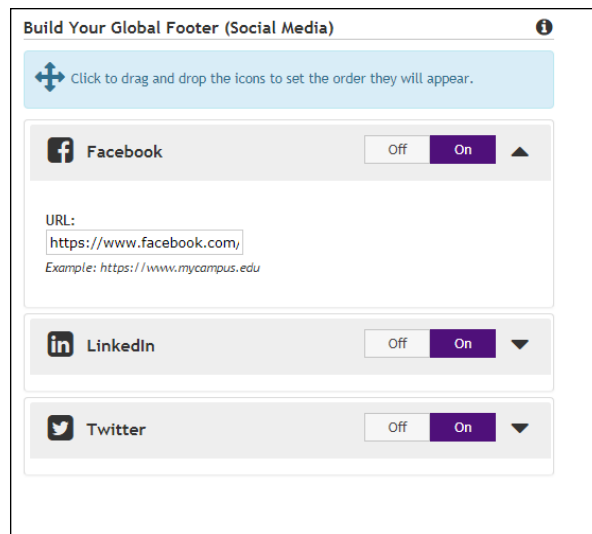 Build Your Global Footer (Social Media)
Click to drag and drop the icons to set the order they will appear.
Facebook Off On
URL:
https://www.facebook.com/
Example: https://www.mycampus.edu
LinkedIn Off On
Twitter Off On